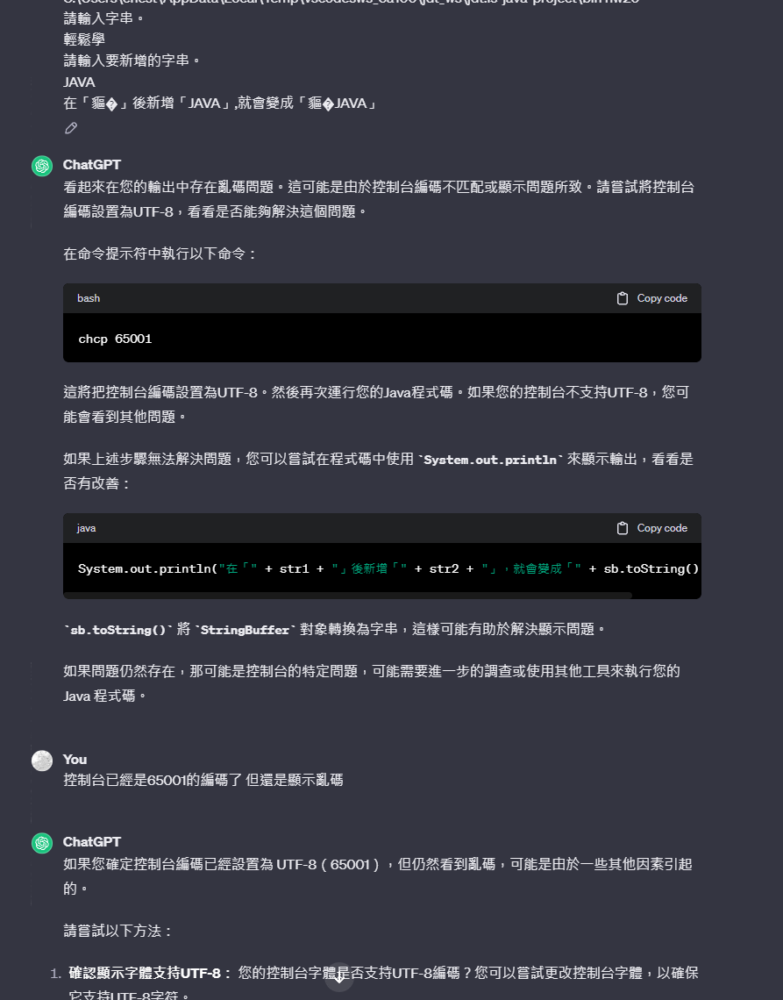 C:\Users\chest\AppData\Local\Temp\vscodesws_6a100\jdt_ws\jdt.ls-java-project\bin hw20
請輸入字串。
輕鬆學
請輸入要新增的字串。
JAVA
在「貙�」後新增「JAVA」,就會變成「貙�JAVA」
ChatGPT
看起來在您的輸出中存在亂碼問題。這可能是由於控制台編碼不匹配或顯示問題所致。請嘗試將控制台
編碼設置為UTF-8，看看是否能夠解決這個問題。
在命令提示符中執行以下命令：
bash
Copy code
chcp 65001
這將把控制台編碼設置為UTF-8。然後再次運行您的Java程式碼。如果您的控制台不支持UTF-8，您可
能會看到其他問題。
如果上述步驟無法解決問題，您可以嘗試在程式碼中使用 `System.out.println` 來顯示輸出，看看是
否有改善：
java
Copy code
System.out.println("在「" + str1 + "」後新增「" + str2 + "」，就會變成「" + sb.toString()
`sb.toString()` 將 `StringBuffer` 對象轉換為字串，這樣可能有助於解決顯示問題。
如果問題仍然存在，那可能是控制台的特定問題，可能需要進一步的調查或使用其他工具來執行您的
Java 程式碼。
You
控制台已經是65001的編碼了 但還是顯示亂碼
ChatGPT
如果您確定控制台編碼已經設置為 UTF-8（65001），但仍然看到亂碼，可能是由於一些其他因素引起
的。
請嘗試以下方法：
1. 確認顯示字體支持UTF-8： 您的控制台字體是否支持UTF-8編碼？您可以嘗試更改控制台字體，以確保
它支持UTF-8字符。